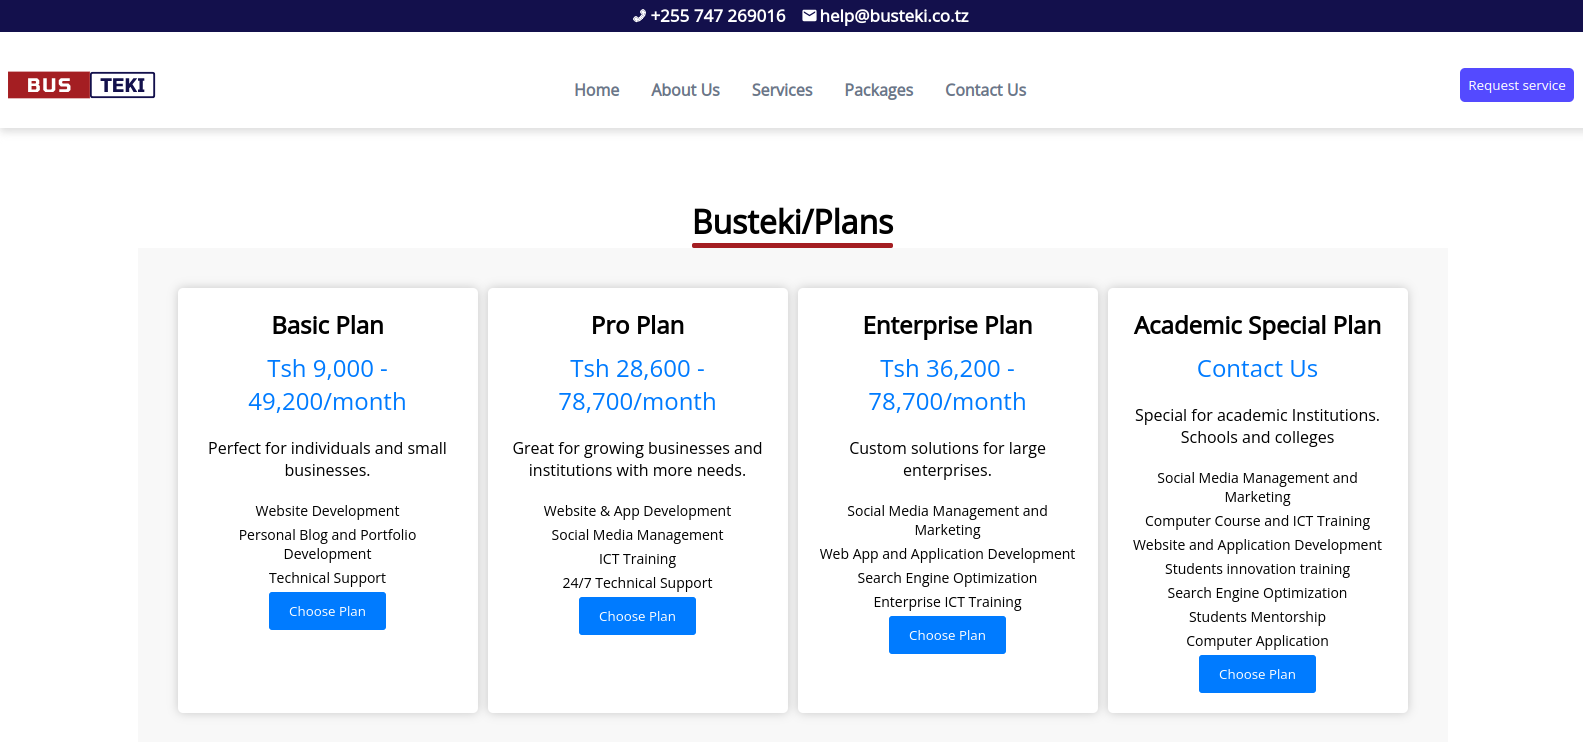 +255 747 269016 help@busteki.co.tz
BUS TEKI
Home About Us Services Packages Contact Us
Request service
Busteki/Plans
Basic Plan
Tsh 9,000 -
49,200/month
Perfect for individuals and small
businesses.
Website Development
Personal Blog and Portfolio
Development
Technical Support
Choose Plan
Pro Plan
Tsh 28,600 -
78,700/month
Great for growing businesses and
institutions with more needs.
Website & App Development
Social Media Management
ICT Training
24/7 Technical Support
Choose Plan
Enterprise Plan
Tsh 36,200 -
78,700/month
Custom solutions for large
enterprises.
Social Media Management and
Marketing
Web App and Application Development
Search Engine Optimization
Enterprise ICT Training
Choose Plan
Academic Special Plan
Contact Us
Special for academic Institutions.
Schools and colleges
Social Media Management and
Marketing
Computer Course and ICT Training
Website and Application Development
Students innovation training
Search Engine Optimization
Students Mentorship
Computer Application
Choose Plan